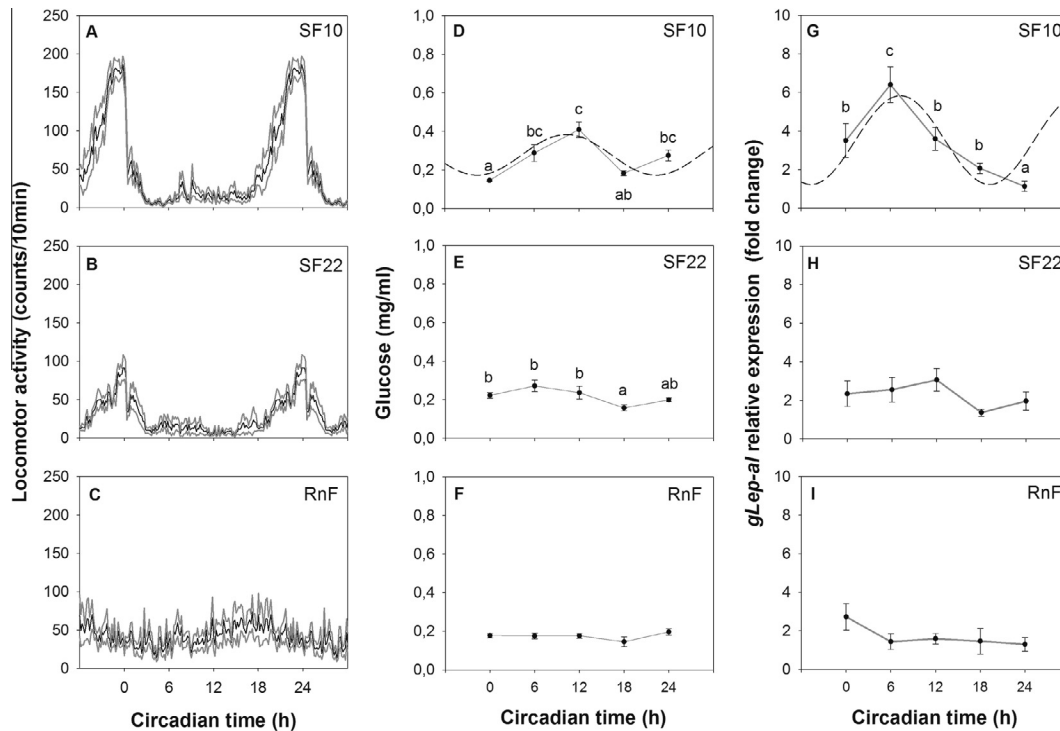 Locomotor activity (counts/10min)
A
SF10
250
200
150
100
50
0
B
SF22
250
200
150
100
50
0
C
RnF
250
200
150
100
50
0
0 6 12 18 24
Circadian time (h)
Glucose (mg/ml)
D
SF10
1,0
0,8
0,6
0,4
0,2
0,0
a
bc
c
ab
bc
E
SF22
1,0
0,8
0,6
0,4
0,2
0,0
b
b
b
a
ab
F
RnF
1,0
0,8
0,6
0,4
0,2
0,0
0 6 12 18 24
Circadian time (h)
gLep-aI relative expression (fold change)
G
SF10
10
8
6
4
2
0
b
c
b
b
a
H
SF22
10
8
6
4
2
0
I
RnF
10
8
6
4
2
0
0 6 12 18 24
Circadian time (h)